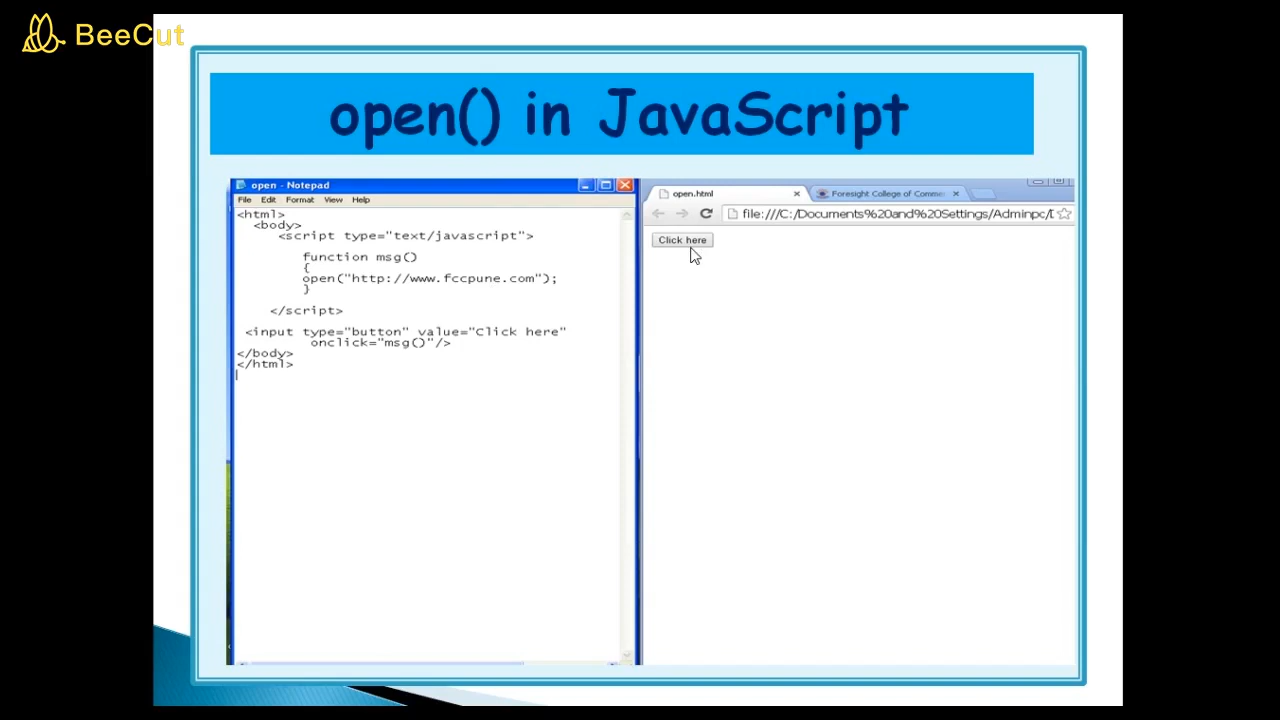 BeeCut
open() in JavaScript
open - Notepad
File Edit Format View Help
<html>
<body>
<script type="text/javascript">
function msg()
{
open("http://www.fccpune.com");
}
</script>
<input type="button" value="Click here"
onclick="msg()"/>
</body>
</html>
open.html
Foresight College of Comme
file:///C:/Documents%20and%20Settings/Adminpc/D
Click here